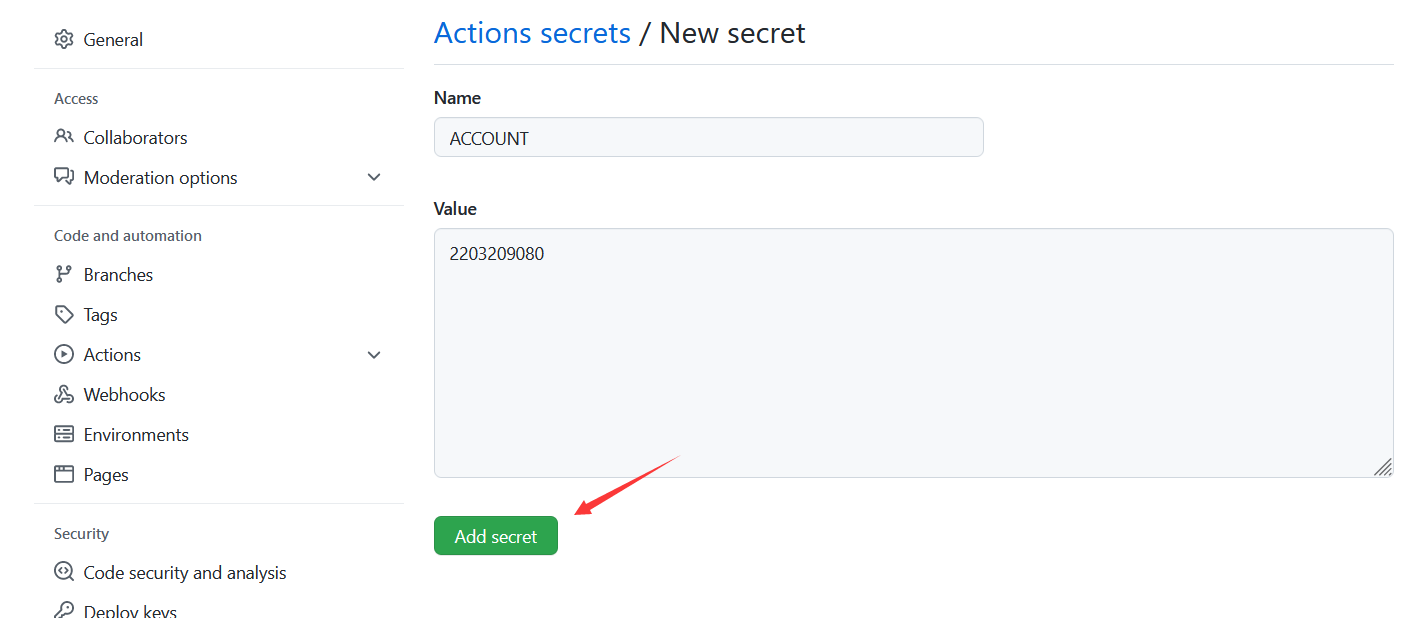 General
Access
Collaborators
Moderation options
Code and automation
Branches
Tags
Actions
Webhooks
Environments
Pages
Security
Code security and analysis
Deploy keys
Actions secrets / New secret
Name
ACCOUNT
Value
2203209080
Add secret